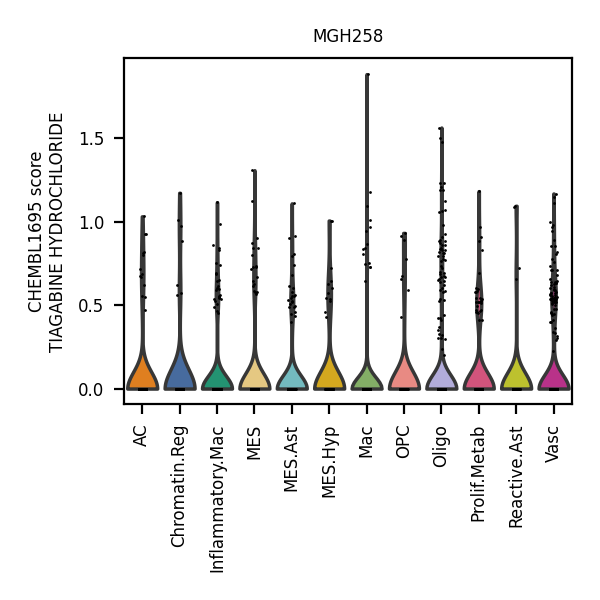 MGH258
CHEMBL1695 score
TIAGABINE HYDROCHLORIDE
1.5
1.0
0.5
0.0
AC
Chromatin.Reg
Inflammatory.Mac
MES
MES.Ast
MES.Hyp
Mac
OPC
Oligo
Prolif.Metab
Reactive.Ast
Vasc